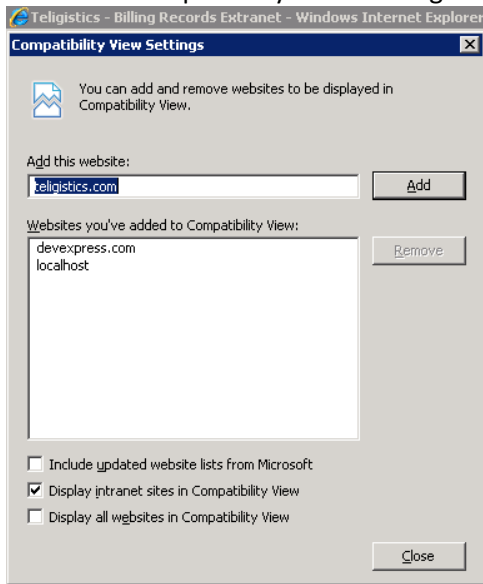 Teligistics - Billing Records Extranet - Windows Internet Explorer
Compatibility View Settings
You can add and remove websites to be displayed in
Compatibility View.
Add this website:
teligistics.com
Add
Websites you've added to Compatibility View:
devexpress.com
localhost
Remove
Include updated website lists from Microsoft
Display intranet sites in Compatibility View
Display all websites in Compatibility View
Close